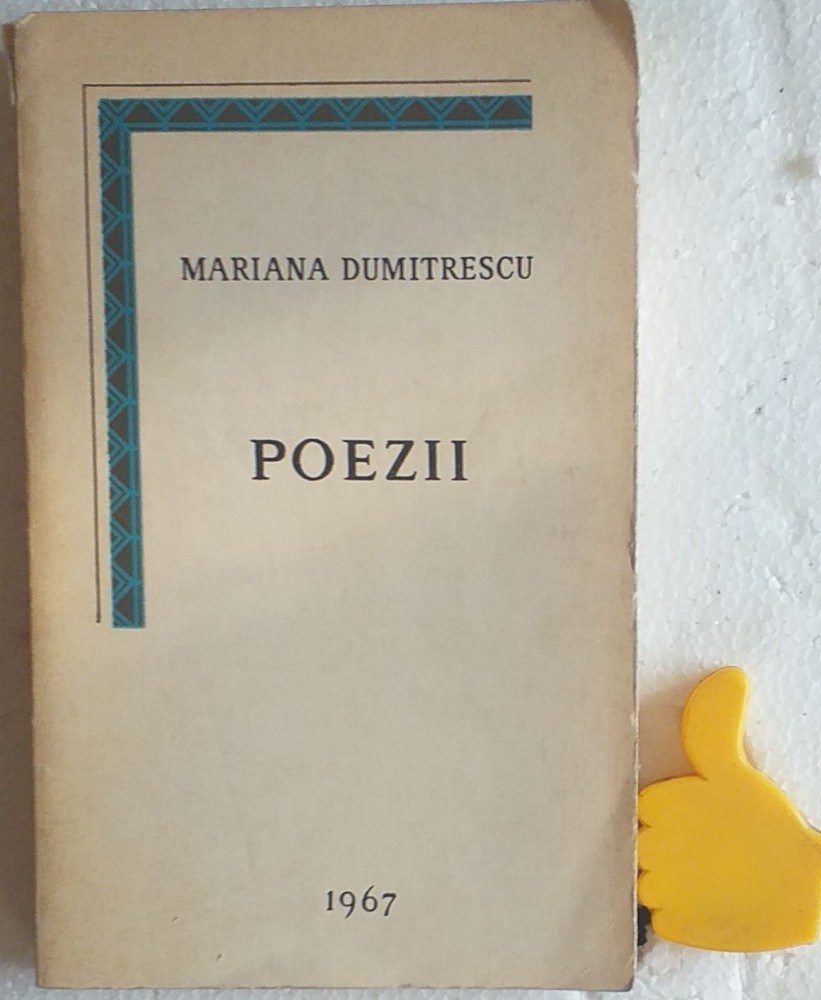 MARIANA DUMITRESCU
POEZII
1967